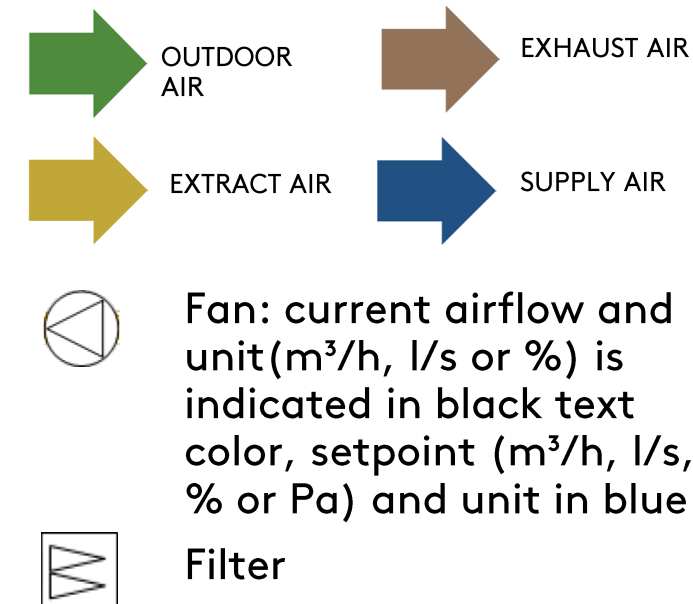 OUTDOOR
AIR
EXHAUST AIR
EXTRACT AIR
SUPPLY AIR
Fan: current airflow and
unit(m³/h, l/s or %) is
indicated in black text
color, setpoint (m³/h, l/s,
% or Pa) and unit in blue
Filter